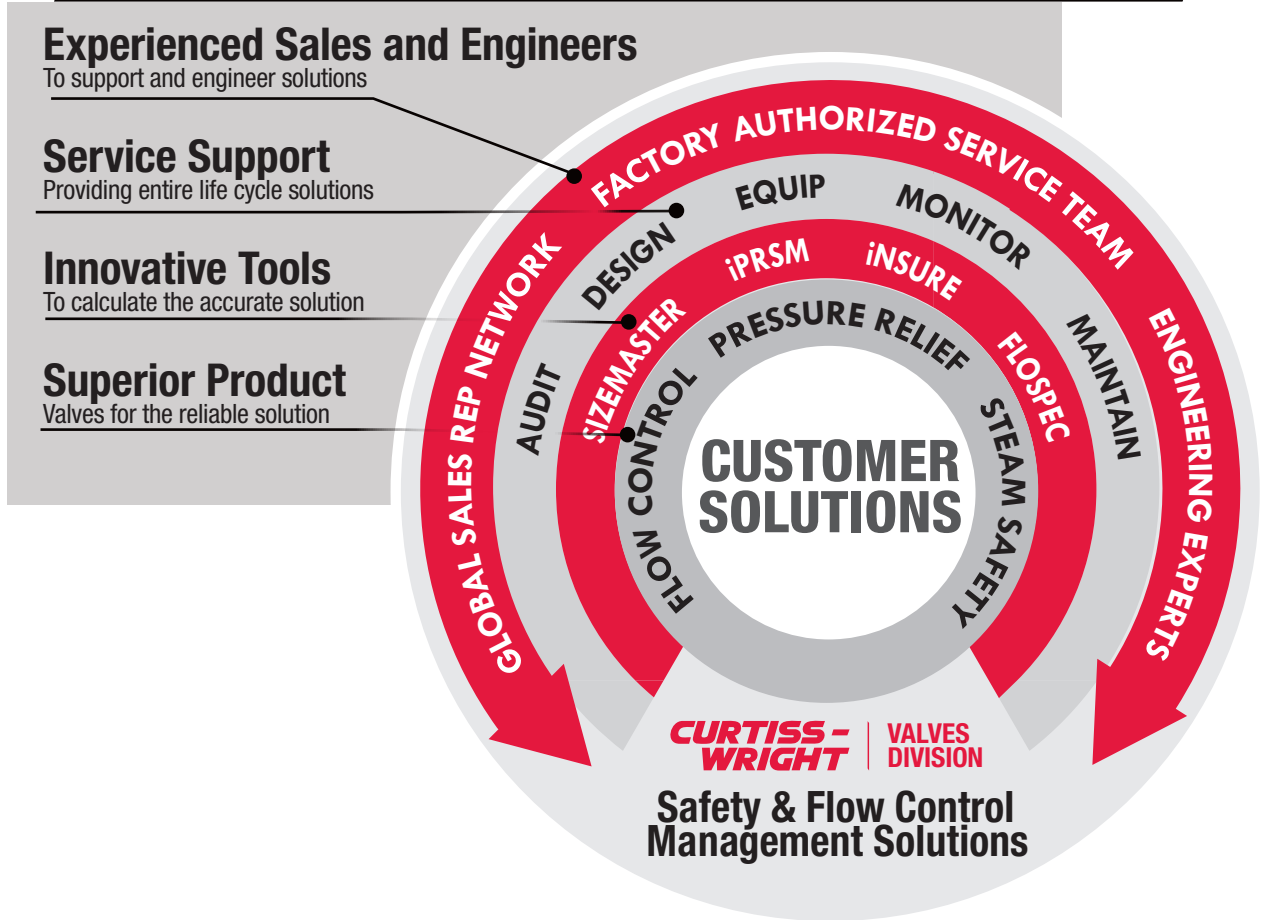 Experienced Sales and Engineers
To support and engineer solutions
Service Support
Providing entire life cycle solutions
Innovative Tools
To calculate the accurate solution
Superior Product
Valves for the reliable solution
GLOBAL SALES REP NETWORK
FACTORY AUTHORIZED SERVICE TEAM
ENGINEERING EXPERTS
AUDIT
DESIGN
EQUIP
MONITOR
MAINTAIN
SIZEMASTER
iPRSM
iNSURE
FLOSPEC
FLOW CONTROL
PRESSURE RELIEF
STEAM SAFETY
CUSTOMER
SOLUTIONS
CURTISS-
WRIGHT
VALVES
DIVISION
Safety & Flow Control
Management Solutions